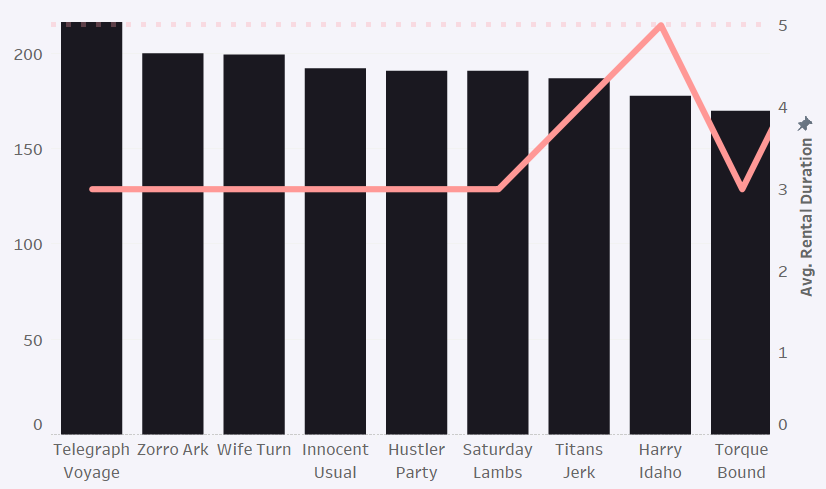 200
150
100
50
0
5
4
3
2
1
0
Avg. Rental Duration
Telegraph Voyage
Zorro Ark
Wife Turn
Innocent Usual
Hustler Party
Saturday Lambs
Titans Jerk
Harry Idaho
Torque Bound